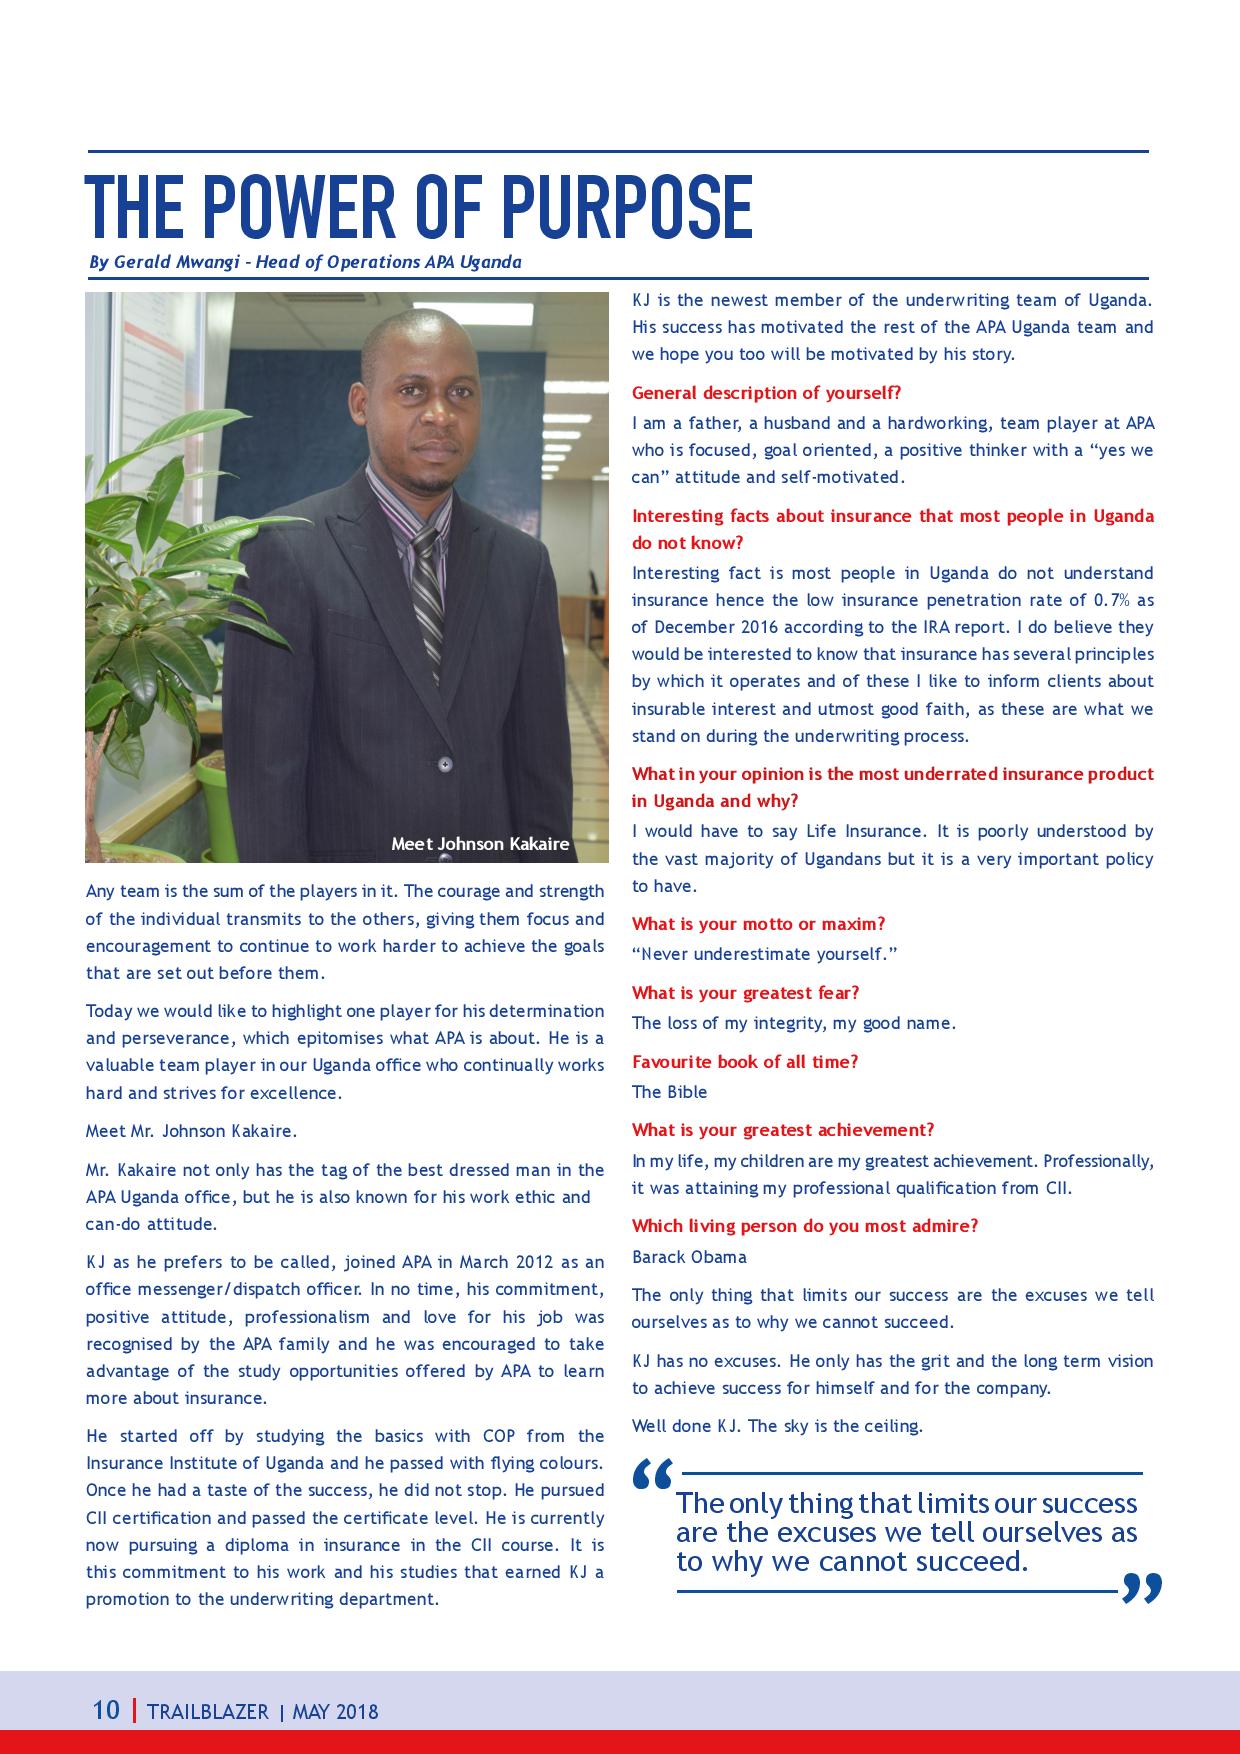 THE POWER OF PURPOSE
By Gerald Mwangi - Head of Operations APA Uganda
Meet Johnson Kakaire
Any team is the sum of the players in it. The courage and strength
of the individual transmits to the others, giving them focus and
encouragement to continue to work harder to achieve the goals
that are set out before them.
Today we would like to highlight one player for his determination
and perseverance, which epitomises what APA is about. He is a
valuable team player in our Uganda office who continually works
hard and strives for excellence.
Meet Mr. Johnson Kakaire.
Mr. Kakaire not only has the tag of the best dressed man in the
APA Uganda office, but he is also known for his work ethic and
can-do attitude.
KJ as he prefers to be called, joined APA in March 2012 as an
office messenger/dispatch officer. In no time, his commitment,
positive attitude, professionalism and love for his job was
recognised by the APA family and he was encouraged to take
advantage of the study opportunities offered by APA to learn
more about insurance.
He started off by studying the basics with COP from the
Insurance Institute of Uganda and he passed with flying colours.
Once he had a taste of the success, he did not stop. He pursued
CII certification and passed the certificate level. He is currently
now pursuing a diploma in insurance in the CII course. It is
this commitment to his work and his studies that earned KJ a
promotion to the underwriting department.
KJ is the newest member of the underwriting team of Uganda.
His success has motivated the rest of the APA Uganda team and
we hope you too will be motivated by his story.
General description of yourself?
I am a father, a husband and a hardworking, team player at APA
who is focused, goal oriented, a positive thinker with a “yes we
can” attitude and self-motivated.
Interesting facts about insurance that most people in Uganda
do not know?
Interesting fact is most people in Uganda do not understand
insurance hence the low insurance penetration rate of 0.7% as
of December 2016 according to the IRA report. I do believe they
would be interested to know that insurance has several principles
by which it operates and of these I like to inform clients about
insurable interest and utmost good faith, as these are what we
stand on during the underwriting process.
What in your opinion is the most underrated insurance product
in Uganda and why?
I would have to say Life Insurance. It is poorly understood by
the vast majority of Ugandans but it is a very important policy
to have.
What is your motto or maxim?
“Never underestimate yourself.”
What is your greatest fear?
The loss of my integrity, my good name.
Favourite book of all time?
The Bible
What is your greatest achievement?
In my life, my children are my greatest achievement. Professionally,
it was attaining my professional qualification from CII.
Which living person do you most admire?
Barack Obama
The only thing that limits our success are the excuses we tell
ourselves as to why we cannot succeed.
KJ has no excuses. He only has the grit and the long term vision
to achieve success for himself and for the company.
Well done KJ. The sky is the ceiling.
“The only thing that limits our success
are the excuses we tell ourselves as
to why we cannot succeed.”
10 | TRAILBLAZER | MAY 2018